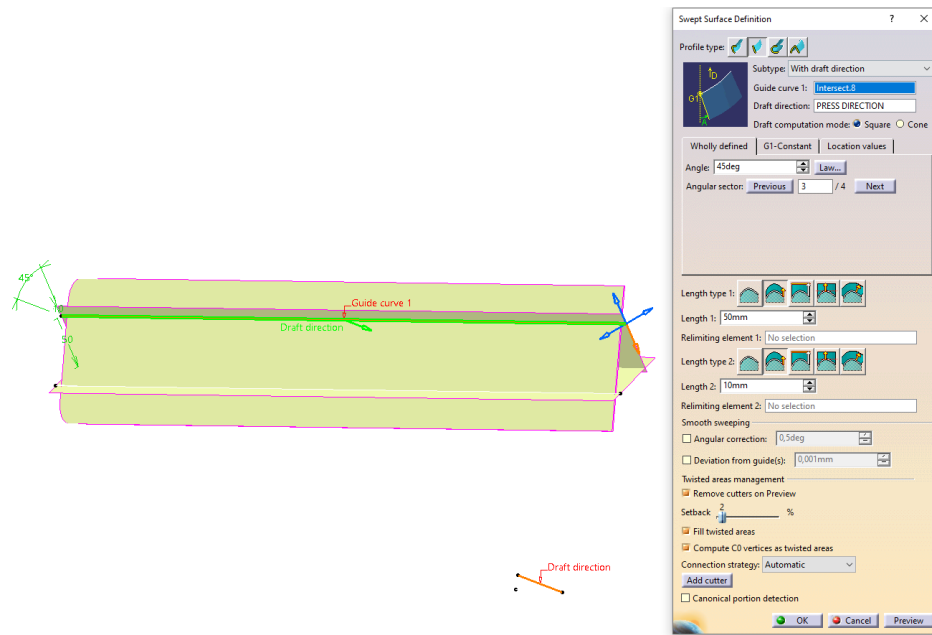 Swept Surface Definition
? X
Profile type:
Subtype: With draft direction
Guide curve 1: Intersect.8
Draft direction: PRESS DIRECTION
Draft computation mode: Square Cone
D
G1
A
Wholly defined G1-Constant Location values
Angle: 45deg Law...
Angular sector: Previous 3 / 4 Next
45°
Guide curve 1
Draft direction
50
Length type 1:
Length 1: 50mm
Relimiting element 1: No selection
Length type 2:
Length 2: 10mm
Relimiting element 2: No selection
Smooth sweeping
Angular correction: 0,5deg
Deviation from guide(s): 0,001mm
Twisted areas management
Remove cutters on Preview
Setback 2 %
Fill twisted areas
Compute C0 vertices as twisted areas
Connection strategy: Automatic
Add cutter
Canonical portion detection
Draft direction
OK Cancel Preview